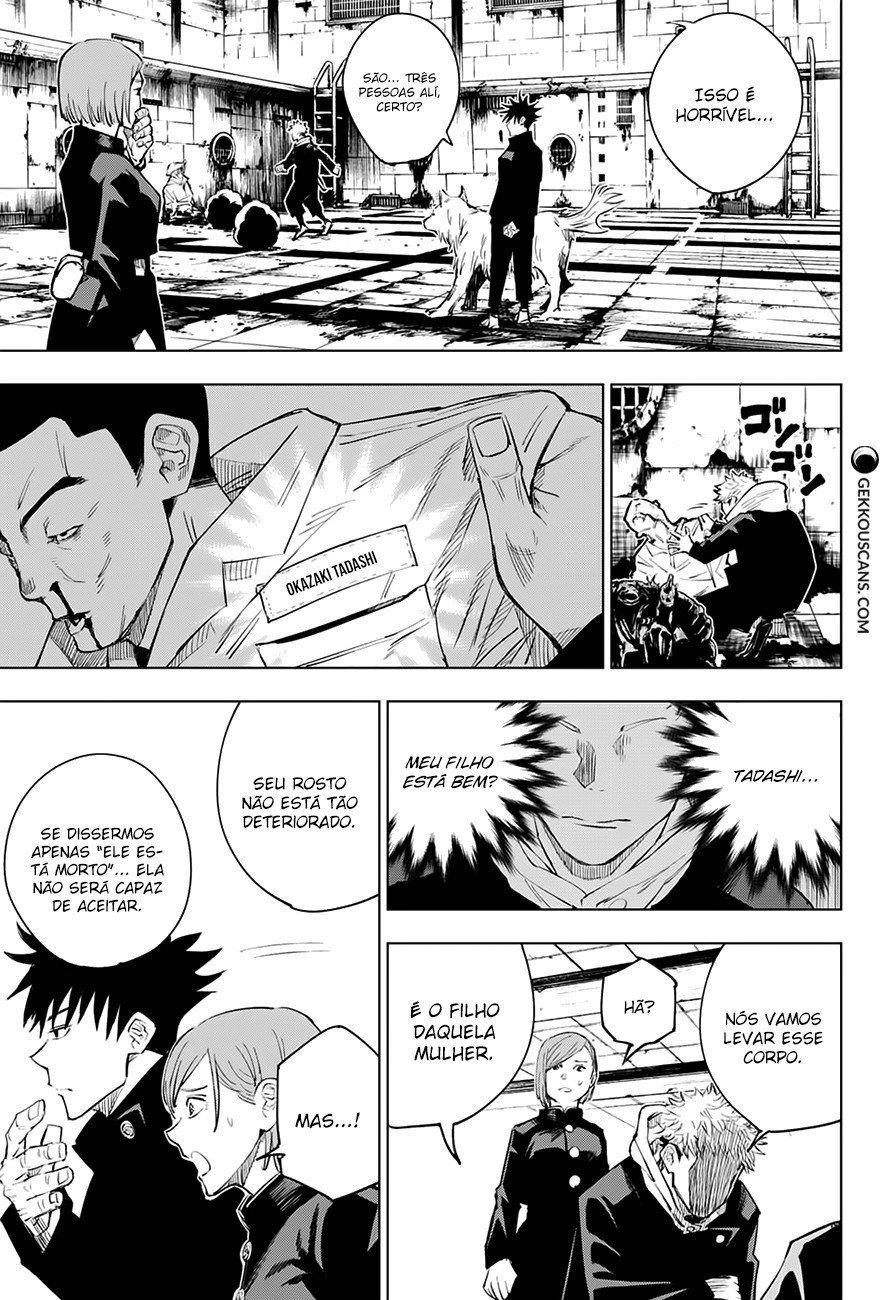 ISSO É
HORRÍVEL...
SÃO... TRÊS
PESSOAS ALÍ,
CERTO?
ゴソ
ゴソ
OKAZAKI TADASHI
TADASHI...
MEU FILHO
ESTÁ BEM?
SEU ROSTO
NÃO ESTÁ TÃO
DETERIORADO.
SE DISSERMOS
APENAS "ELE ES-
TÁ MORTO"... ELA
NÃO SERÁ CAPAZ
DE ACEITAR.
MAS...!
NÓS VAMOS
LEVAR ESSE
CORPO.
HÃ?
É O FILHO
DAQUELA
MULHER.
GEKKOUSCANS.COM